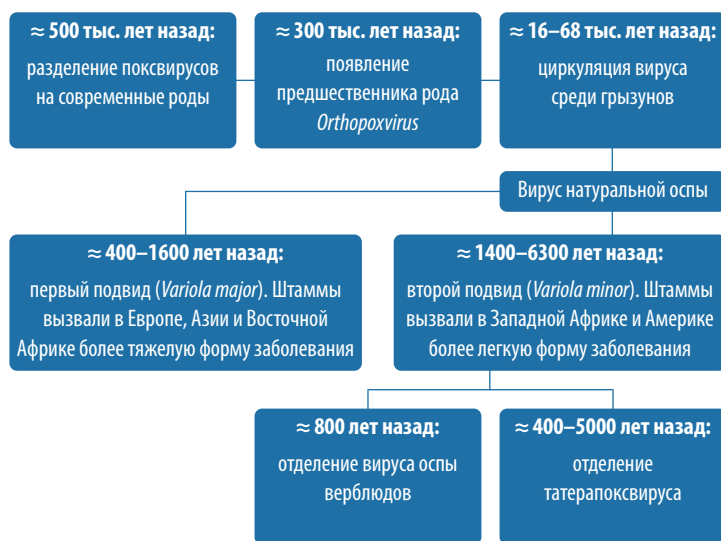 ≈ 500 тыс. лет назад:
разделение поксвирусов
на современные роды
≈ 300 тыс. лет назад:
появление
предшественника рода
Orthopoxvirus
≈ 16–68 тыс. лет назад:
циркуляция вируса
среди грызунов
Вирус натуральной оспы
≈ 400–1600 лет назад:
первый подвид (Variola major). Штаммы
вызвали в Европе, Азии и Восточной
Африке более тяжелую форму заболевания
≈ 1400–6300 лет назад:
второй подвид (Variola minor). Штаммы
вызвали в Западной Африке и Америке
более легкую форму заболевания
≈ 800 лет назад:
отделение вируса оспы
верблюдов
≈ 400–5000 лет назад:
отделение
татерапоксвируса